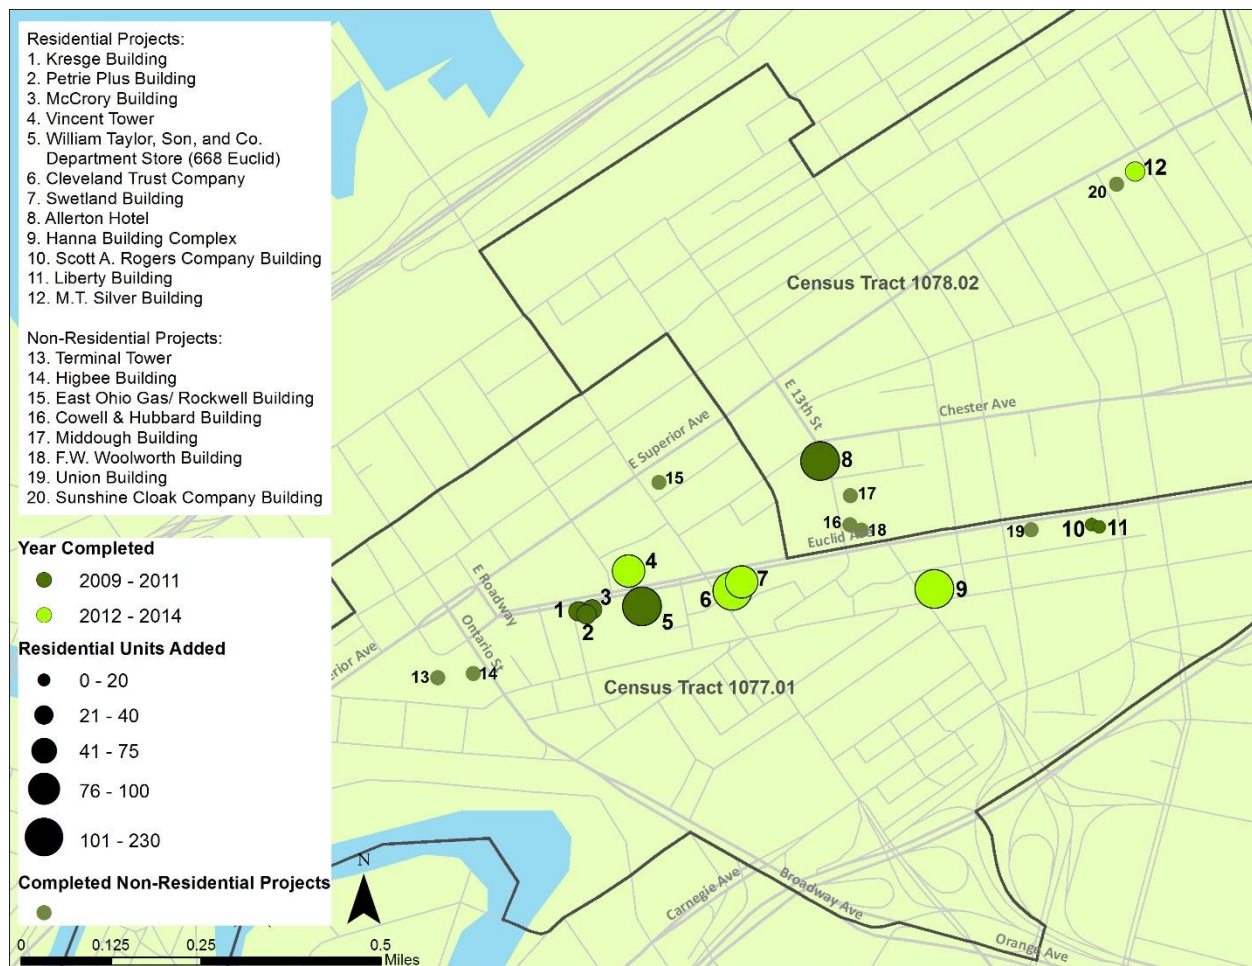 Residential Projects:
1. Kresge Building
2. Petrie Plus Building
3. McCrory Building
4. Vincent Tower
5. William Taylor, Son, and Co.
Department Store (668 Euclid)
6. Cleveland Trust Company
7. Swetland Building
8. Allerton Hotel
9. Hanna Building Complex
10. Scott A. Rogers Company Building
11. Liberty Building
12. M.T. Silver Building
Non-Residential Projects:
13. Terminal Tower
14. Higbee Building
15. East Ohio Gas/ Rockwell Building
16. Cowell & Hubbard Building
17. Middough Building
18. F.W. Woolworth Building
19. Union Building
20. Sunshine Cloak Company Building
Year Completed
2009 - 2011
2012 - 2014
Residential Units Added
0 - 20
21 - 40
41 - 75
76 - 100
101 - 230
Completed Non-Residential Projects
0 0.125 0.25 0.5
Miles
N
12
20
Census Tract 1078.02
E 13th St
Chester Ave
E Superior Ave
8
15
17
16
18
Euclid Ave
19
10
11
4
7
6
9
3
1
2
5
E Roadway
Ontario St
erior Ave
13
14
Census Tract 1077.01
Carnegie Ave
Broadway Ave
Orange Ave